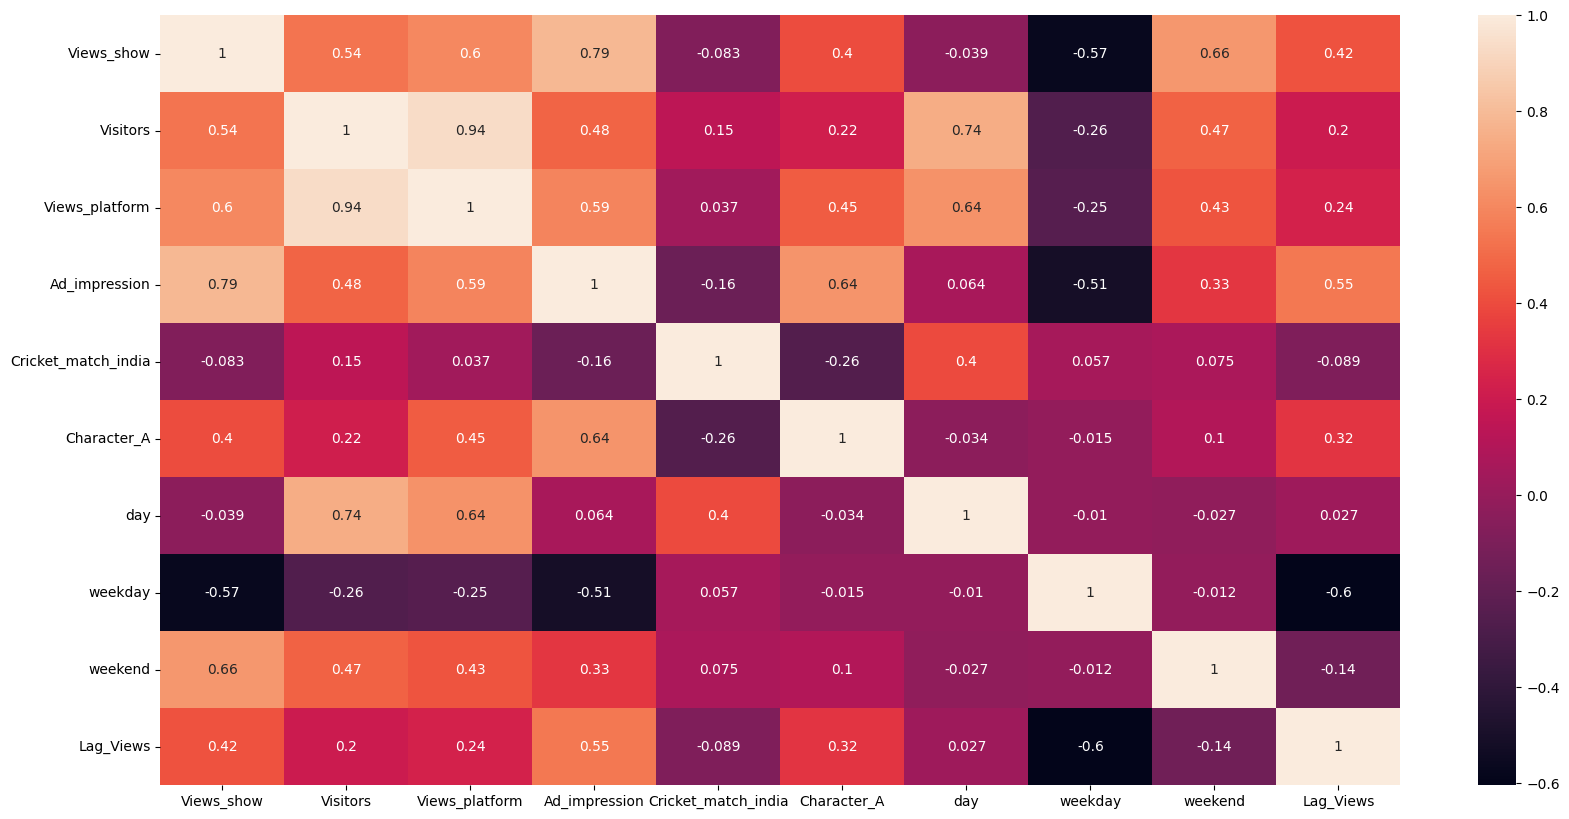 Views_show 1 0.54 0.6 0.79 -0.083 0.4 -0.039 -0.57 0.66 0.42
Visitors 0.54 1 0.94 0.48 0.15 0.22 0.74 -0.26 0.47 0.2
Views_platform 0.6 0.94 1 0.59 0.037 0.45 0.64 -0.25 0.43 0.24
Ad_impression 0.79 0.48 0.59 1 -0.16 0.64 0.064 -0.51 0.33 0.55
Cricket_match_india -0.083 0.15 0.037 -0.16 1 -0.26 0.4 0.057 0.075 -0.089
Character_A 0.4 0.22 0.45 0.64 -0.26 1 -0.034 -0.015 0.1 0.32
day -0.039 0.74 0.64 0.064 0.4 -0.034 1 -0.01 -0.027 0.027
weekday -0.57 -0.26 -0.25 -0.51 0.057 -0.015 -0.01 1 -0.012 -0.6
weekend 0.66 0.47 0.43 0.33 0.075 0.1 -0.027 -0.012 1 -0.14
Lag_Views 0.42 0.2 0.24 0.55 -0.089 0.32 0.027 -0.6 -0.14 1
Views_show Visitors Views_platform Ad_impression Cricket_match_india Character_A day weekday weekend Lag_Views
1.0
0.8
0.6
0.4
0.2
0.0
−0.2
−0.4
−0.6